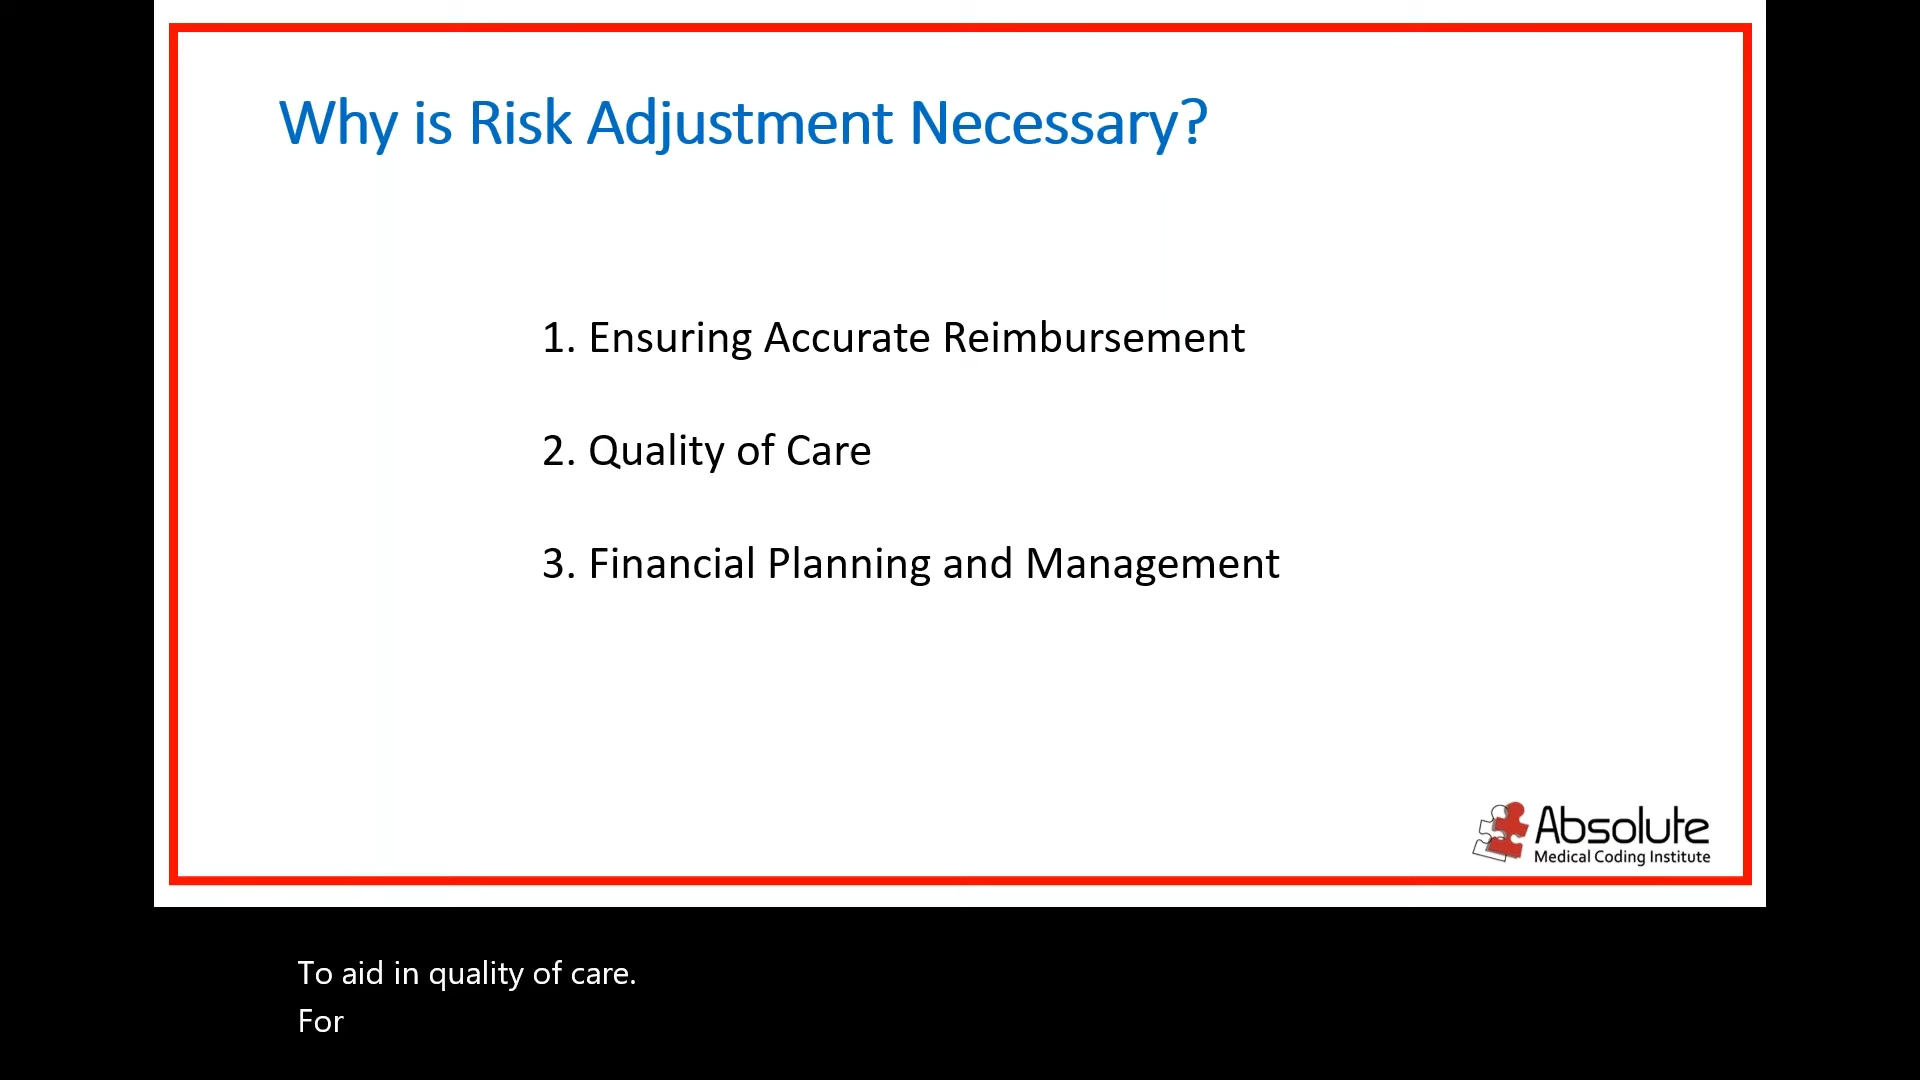 Why is Risk Adjustment Necessary?
1. Ensuring Accurate Reimbursement
2. Quality of Care
3. Financial Planning and Management
Absolute
Medical Coding Institute
To aid in quality of care.
For